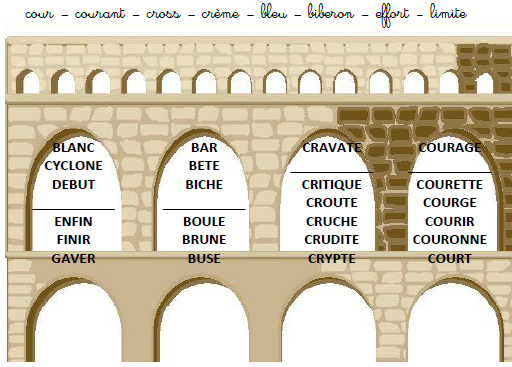 cour – courant – cross – crème – bleu – biberon – effort – limite
BLANC
CYCLONE
DEBUT
ENFIN
FINIR
GAVER
BAR
BETE
BICHE
BOULE
BRUNE
BUSE
CRAVATE
CRITIQUE
CROUTE
CRUCHE
CRUDITE
CRYPTE
COURAGE
COURETTE
COURGE
COURIR
COURONNE
COURT